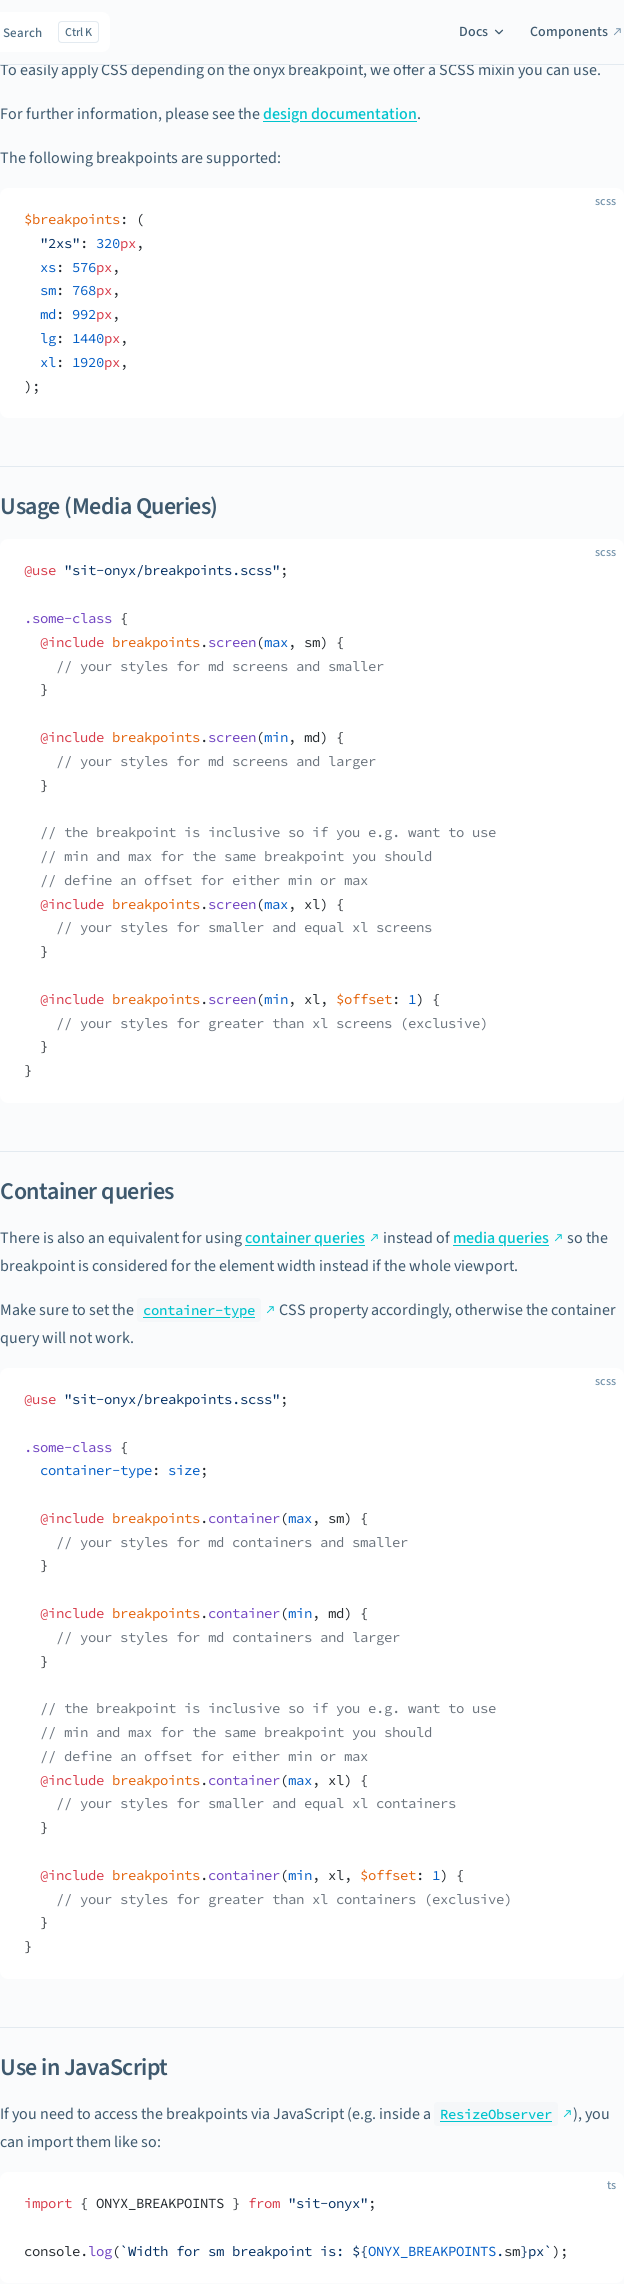 Search Ctrl K Docs Components
To easily apply CSS depending on the onyx breakpoint, we offer a SCSS mixin you can use.
For further information, please see the design documentation.
The following breakpoints are supported:
scss
$breakpoints: (
  "2xs": 320px,
  xs: 576px,
  sm: 768px,
  md: 992px,
  lg: 1440px,
  xl: 1920px,
);
Usage (Media Queries)
scss
@use "sit-onyx/breakpoints.scss";
.some-class {
  @include breakpoints.screen(max, sm) {
    // your styles for md screens and smaller
  }
  @include breakpoints.screen(min, md) {
    // your styles for md screens and larger
  }
  // the breakpoint is inclusive so if you e.g. want to use
  // min and max for the same breakpoint you should
  // define an offset for either min or max
  @include breakpoints.screen(max, xl) {
    // your styles for smaller and equal xl screens
  }
  @include breakpoints.screen(min, xl, $offset: 1) {
    // your styles for greater than xl screens (exclusive)
  }
}
Container queries
There is also an equivalent for using container queries instead of media queries so the
breakpoint is considered for the element width instead if the whole viewport.
Make sure to set the container-type CSS property accordingly, otherwise the container
query will not work.
scss
@use "sit-onyx/breakpoints.scss";
.some-class {
  container-type: size;
  @include breakpoints.container(max, sm) {
    // your styles for md containers and smaller
  }
  @include breakpoints.container(min, md) {
    // your styles for md containers and larger
  }
  // the breakpoint is inclusive so if you e.g. want to use
  // min and max for the same breakpoint you should
  // define an offset for either min or max
  @include breakpoints.container(max, xl) {
    // your styles for smaller and equal xl containers
  }
  @include breakpoints.container(min, xl, $offset: 1) {
    // your styles for greater than xl containers (exclusive)
  }
}
Use in JavaScript
If you need to access the breakpoints via JavaScript (e.g. inside a ResizeObserver), you
can import them like so:
ts
import { ONYX_BREAKPOINTS } from "sit-onyx";
console.log(`Width for sm breakpoint is: ${ONYX_BREAKPOINTS.sm}px`);